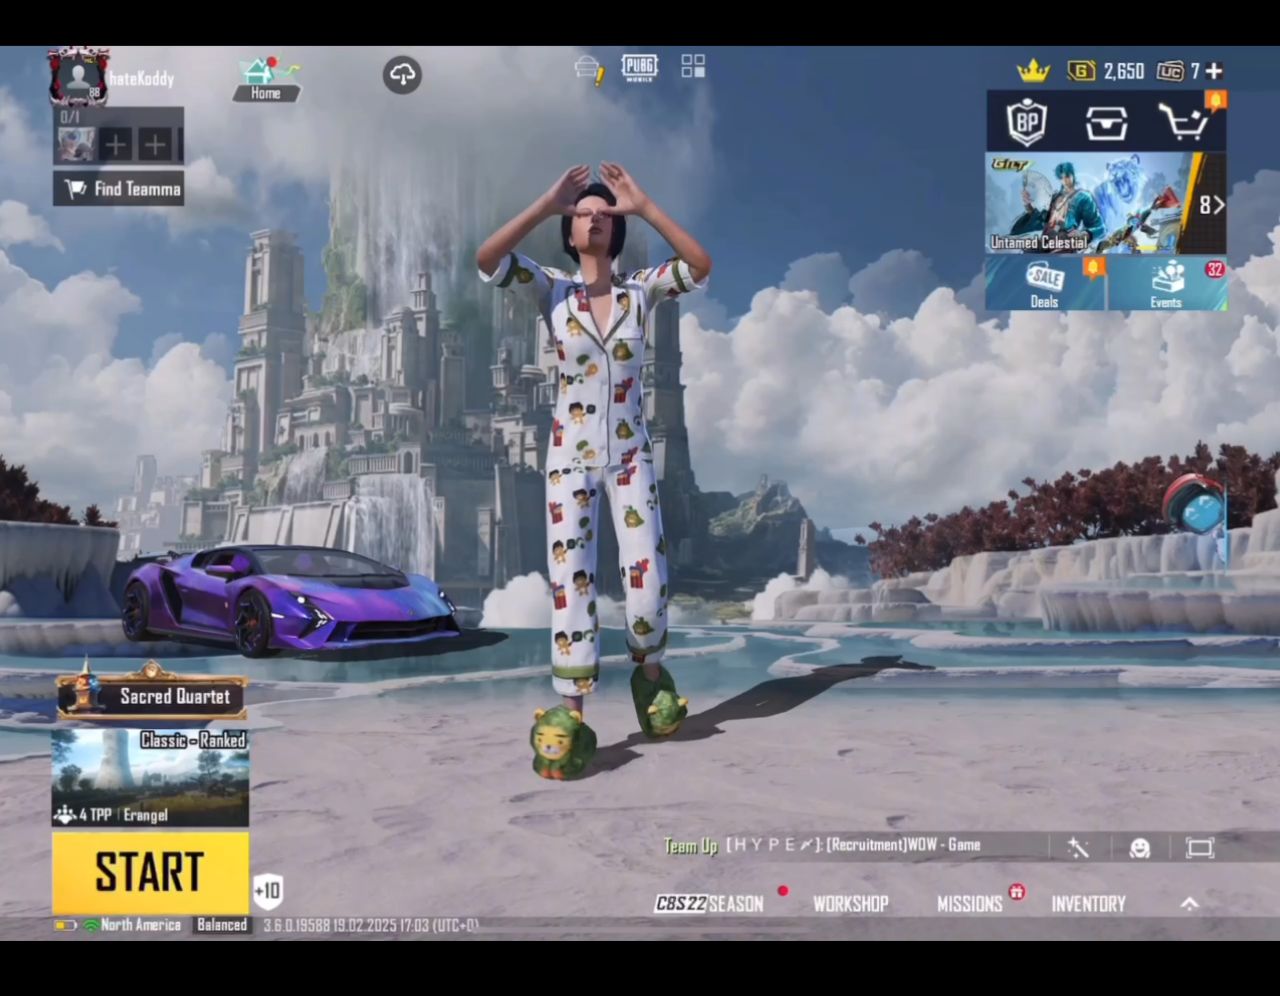 hateKoddy
88
0/1
Find Teamma
Home
PUBG
MOBILE
G 2,650
UC 7
BP
GILT
Untamed Celestial
8
SALE
Deals
32
Events
Sacred Quartet
Classic - Ranked
4 TPP | Erangel
START
+10
North America
Balanced
3.6.0.19588 19.02.2025 17:03 (UTC+0)
Team Up [H Y P E]: [Recruitment]WOW - Game
C8S22 SEASON
WORKSHOP
MISSIONS
INVENTORY